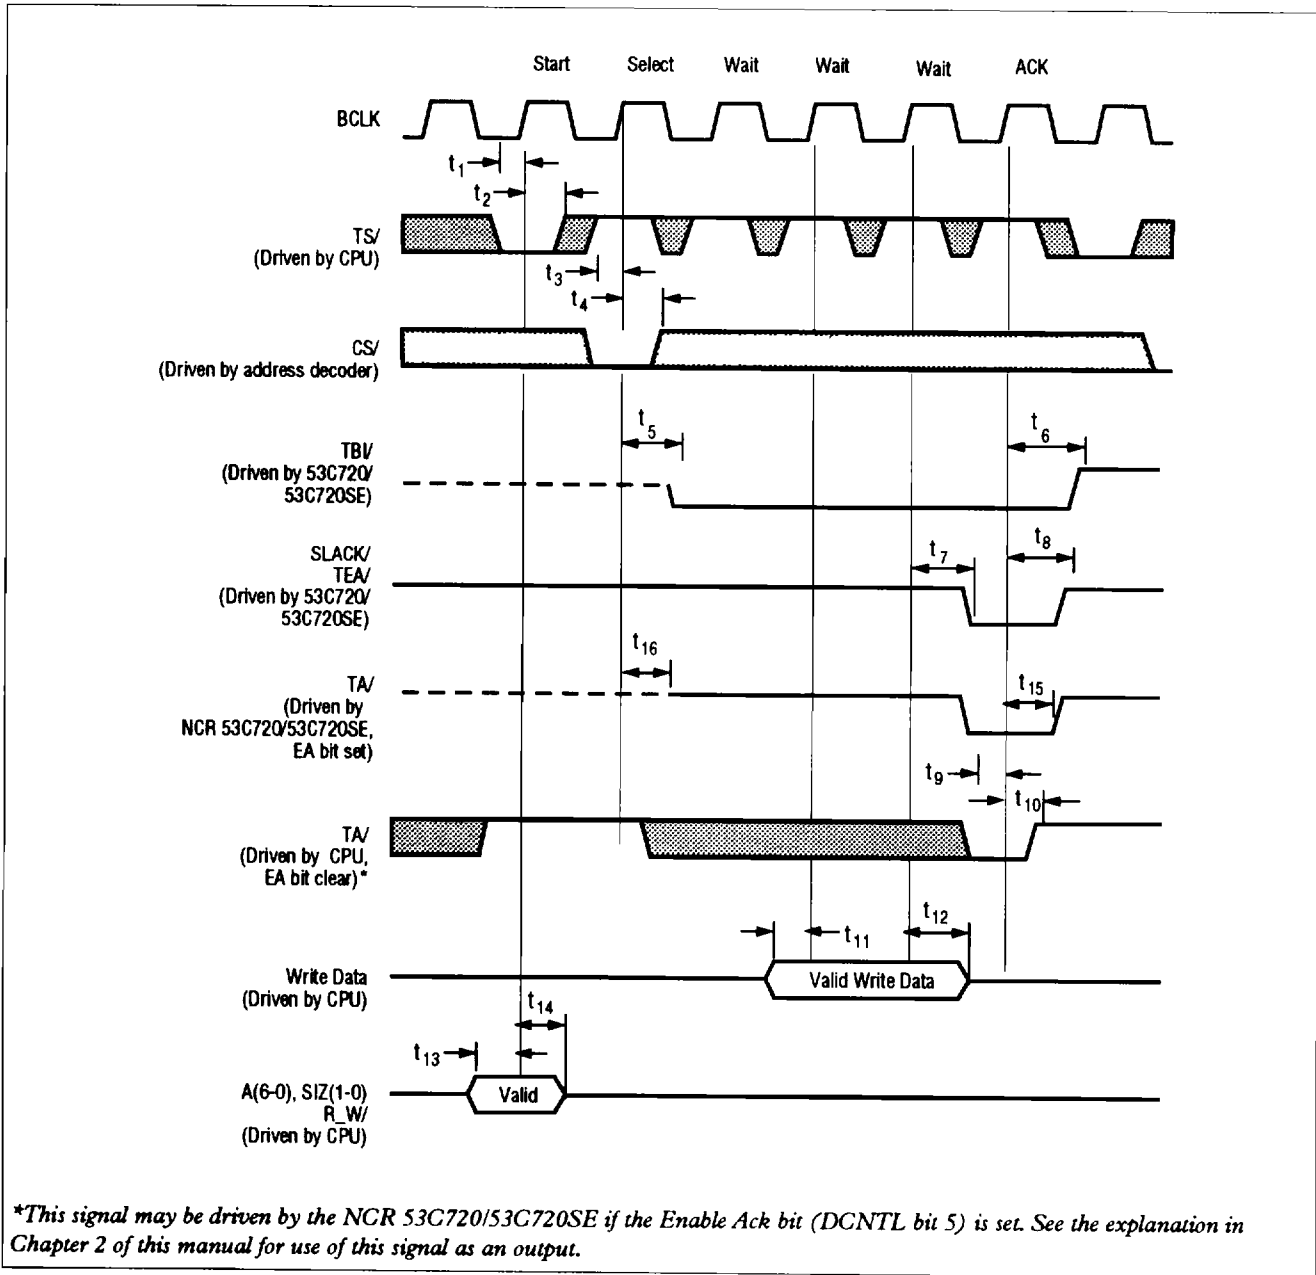 Start Select Wait Wait Wait ACK
BCLK
t1
t2
TS/
(Driven by CPU)
t3
t4
CS/
(Driven by address decoder)
t5
t6
TBI/
(Driven by 53C720/
53C720SE)
SLACK/
TEA/
(Driven by 53C720/
53C720SE)
t7
t8
t16
TA/
(Driven by
NCR 53C720/53C720SE,
EA bit set)
t15
t9
t10
TA/
(Driven by CPU,
EA bit clear)*
t12
t11
Write Data
(Driven by CPU)
Valid Write Data
t14
t13
A(6-0), SIZ(1-0)
R_W/
(Driven by CPU)
Valid
*This signal may be driven by the NCR 53C720/53C720SE if the Enable Ack bit (DCNTL bit 5) is set. See the explanation in
Chapter 2 of this manual for use of this signal as an output.